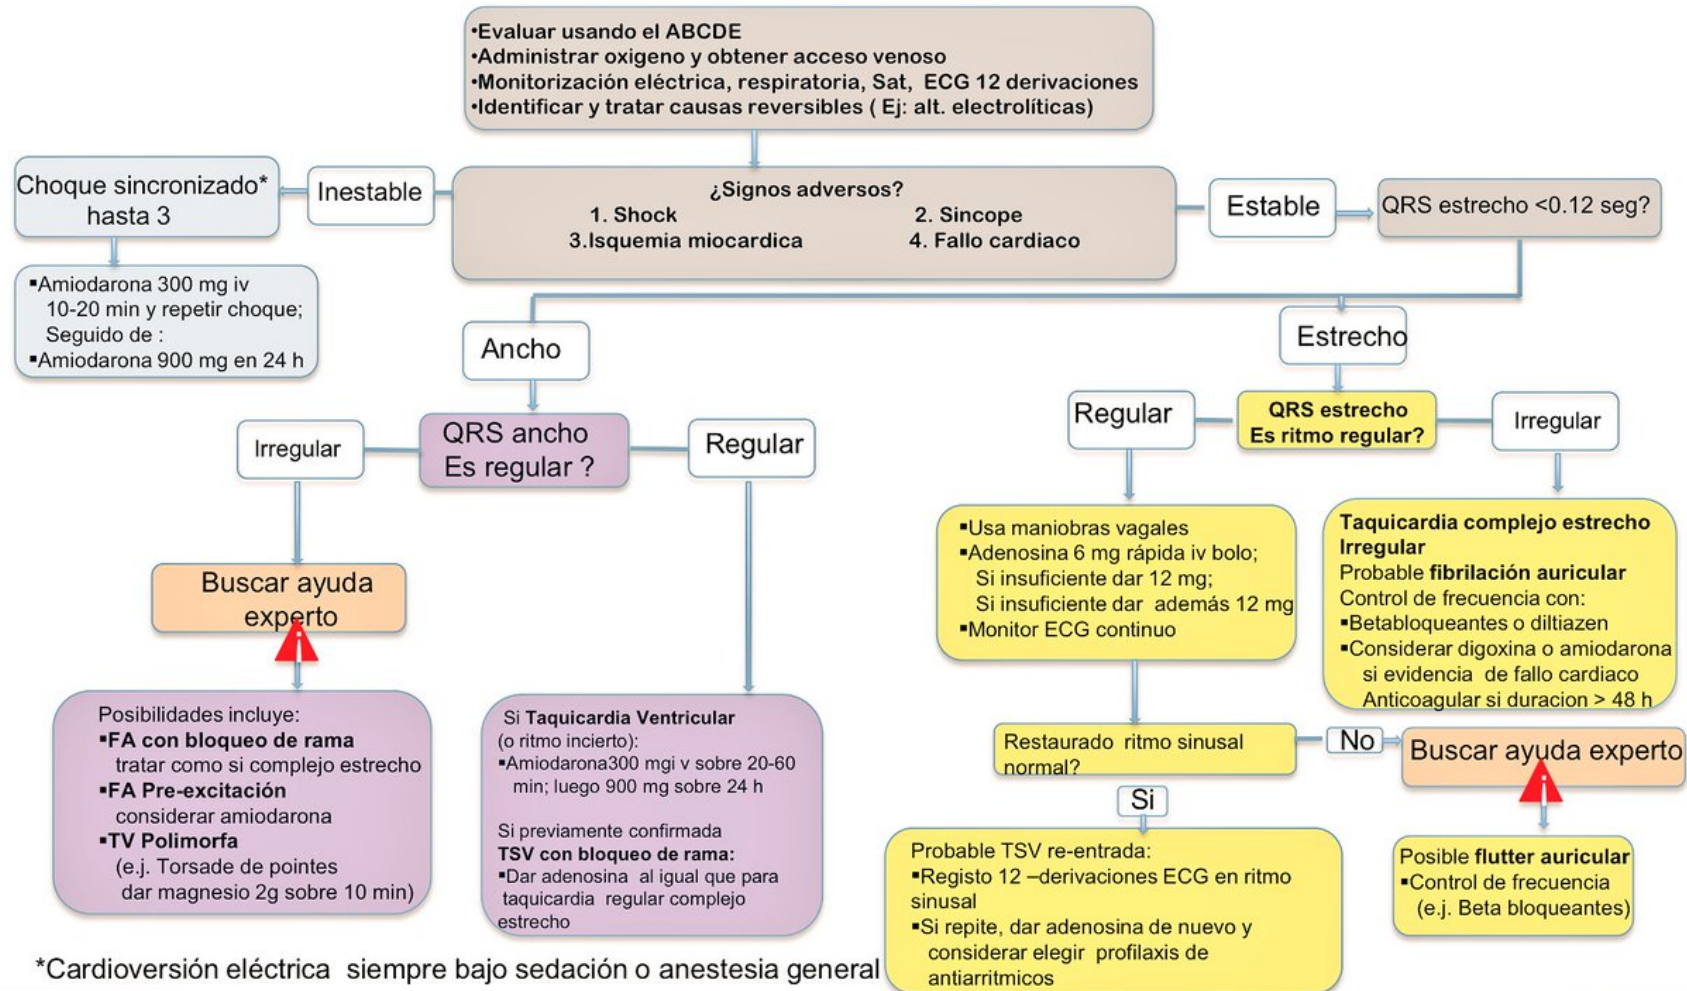 •Evaluar usando el ABCDE
•Administrar oxigeno y obtener acceso venoso
•Monitorización eléctrica, respiratoria, Sat, ECG 12 derivaciones
•Identificar y tratar causas reversibles ( Ej: alt. electrolíticas)
Choque sincronizado*
hasta 3
Inestable
¿Signos adversos?
1. Shock 2. Sincope
3.Isquemia miocardica 4. Fallo cardiaco
Estable
QRS estrecho <0.12 seg?
▪Amiodarona 300 mg iv
10-20 min y repetir choque;
Seguido de :
▪Amiodarona 900 mg en 24 h
Ancho
Estrecho
Irregular
QRS ancho
Es regular ?
Regular
Regular
QRS estrecho
Es ritmo regular?
Irregular
Buscar ayuda
experto
!
Posibilidades incluye:
▪FA con bloqueo de rama
tratar como si complejo estrecho
▪FA Pre-excitación
considerar amiodarona
▪TV Polimorfa
(e.j. Torsade de pointes
dar magnesio 2g sobre 10 min)
Si Taquicardia Ventricular
(o ritmo incierto):
▪Amiodarona300 mgi v sobre 20-60
min; luego 900 mg sobre 24 h
Si previamente confirmada
TSV con bloqueo de rama:
▪Dar adenosina al igual que para
taquicardia regular complejo
estrecho
▪Usa maniobras vagales
▪Adenosina 6 mg rápida iv bolo;
Si insuficiente dar 12 mg;
Si insuficiente dar además 12 mg
▪Monitor ECG continuo
Taquicardia complejo estrecho
Irregular
Probable fibrilación auricular
Control de frecuencia con:
▪Betabloqueantes o diltiazen
▪Considerar digoxina o amiodarona
si evidencia de fallo cardiaco
Anticoagular si duracion > 48 h
Restaurado ritmo sinusal
normal?
No
Buscar ayuda experto
!
Si
Probable TSV re-entrada:
▪Registo 12 –derivaciones ECG en ritmo
sinusal
▪Si repite, dar adenosina de nuevo y
considerar elegir profilaxis de
antiarritmicos
Posible flutter auricular
▪Control de frecuencia
(e.j. Beta bloqueantes)
*Cardioversión eléctrica siempre bajo sedación o anestesia general